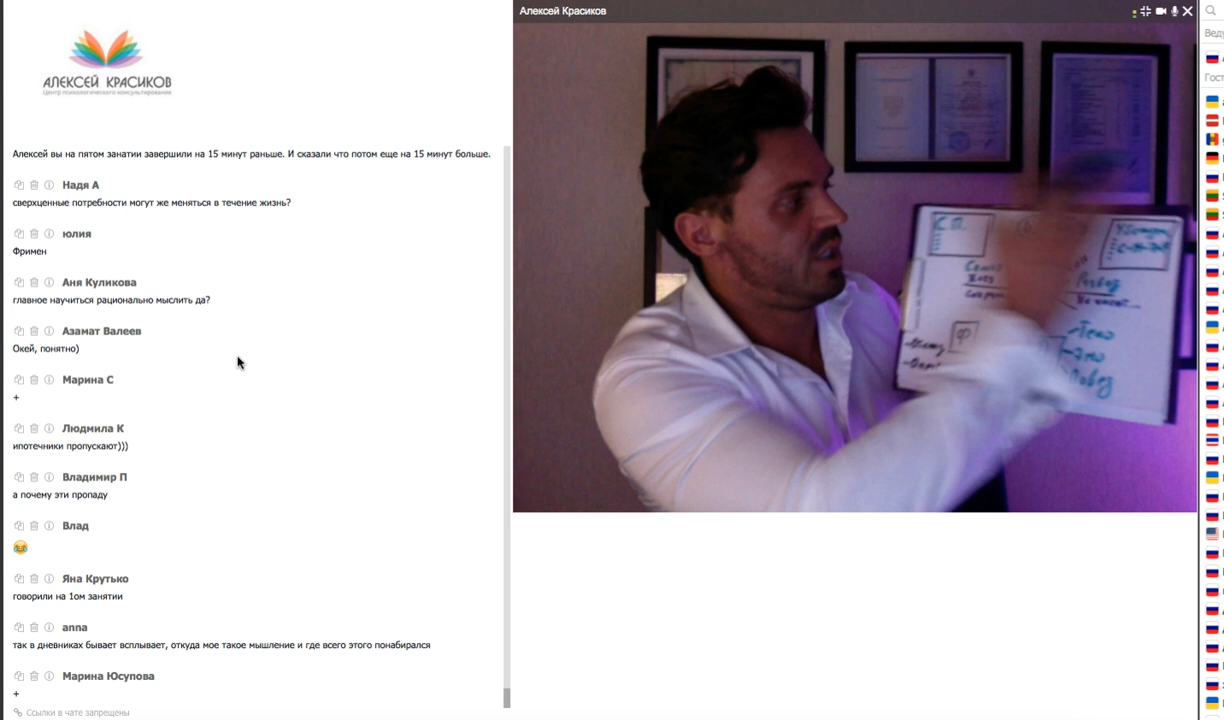 АЛЕКСЕЙ КРАСИКОВ
Центр психологического консультирования
Алексей вы на пятом занатии завершили на 15 минут раньше. И сказали что потом еще на 15 минут больше.
Надя А
сверхценные потребности могут же меняться в течение жизнь?
юлия
Фримен
Аня Куликова
главное научиться рационально мыслить да?
Азамат Валеев
Окей, понятно)
Марина С
+
Людмила К
ипотечники пропускают)))
Владимир П
а почему эти пропаду
Влад
Яна Крутько
говорили на 1ом занятии
anna
так в дневниках бывает всплывает, откуда мое такое мышление и где всего этого понабирался
Марина Юсупова
+
Ссылки в чате запрещены
Алексей Красиков
С.П.
Развод
Ф
-Тело
-Эмо